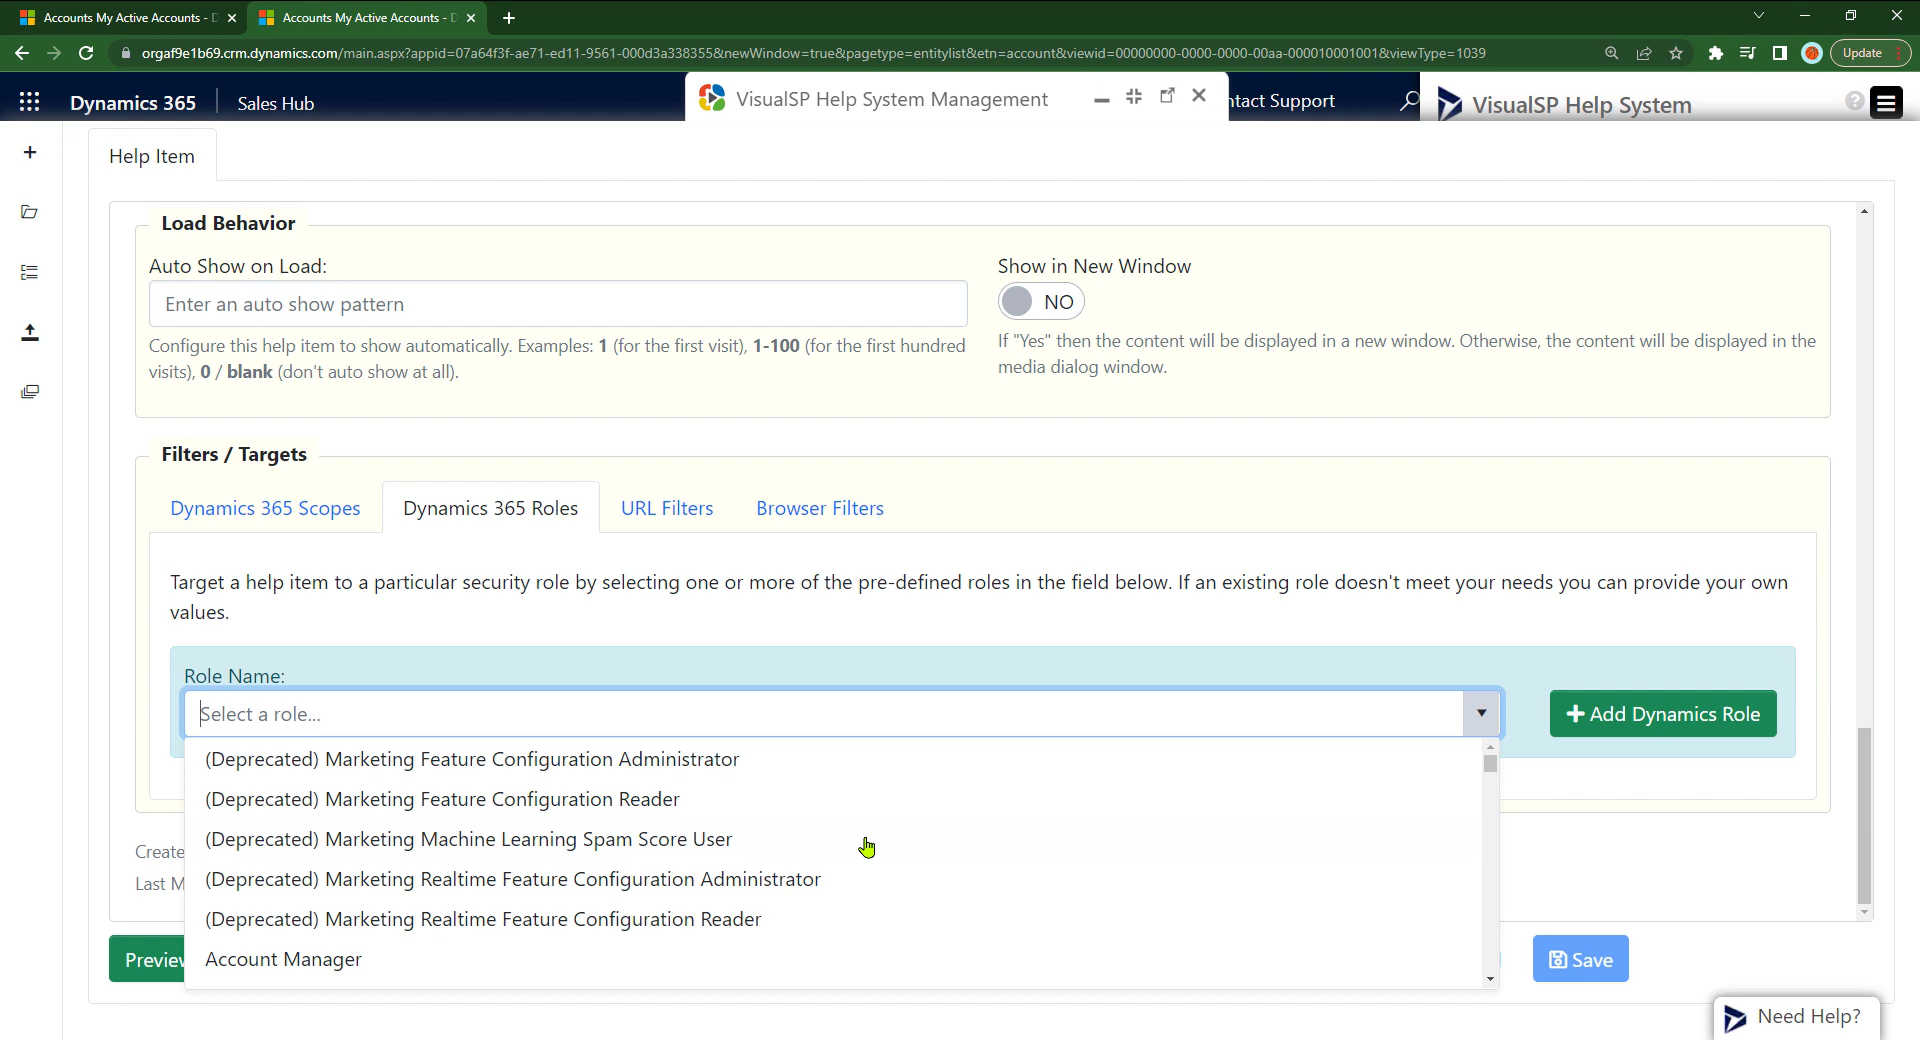 Accounts My Active Accounts - D
Accounts My Active Accounts - D
orgaf9e1b69.crm.dynamics.com/main.aspx?appid=07a64f3f-ae71-ed11-9561-000d3a338355&newWindow=true&pagetype=entitylist&etn=account&viewid=00000000-0000-0000-00aa-000010001001&viewType=1039
Update
Dynamics 365
Sales Hub
VisualSP Help System Management
ntact Support
VisualSP Help System
Help Item
Load Behavior
Auto Show on Load:
Enter an auto show pattern
Configure this help item to show automatically. Examples: 1 (for the first visit), 1-100 (for the first hundred
visits), 0 / blank (don't auto show at all).
Show in New Window
NO
If "Yes" then the content will be displayed in a new window. Otherwise, the content will be displayed in the
media dialog window.
Filters / Targets
Dynamics 365 Scopes
Dynamics 365 Roles
URL Filters
Browser Filters
Target a help item to a particular security role by selecting one or more of the pre-defined roles in the field below. If an existing role doesn't meet your needs you can provide your own
values.
Role Name:
Select a role...
+ Add Dynamics Role
(Deprecated) Marketing Feature Configuration Administrator
(Deprecated) Marketing Feature Configuration Reader
(Deprecated) Marketing Machine Learning Spam Score User
(Deprecated) Marketing Realtime Feature Configuration Administrator
(Deprecated) Marketing Realtime Feature Configuration Reader
Account Manager
Create
Last M
Preview
Save
Need Help?